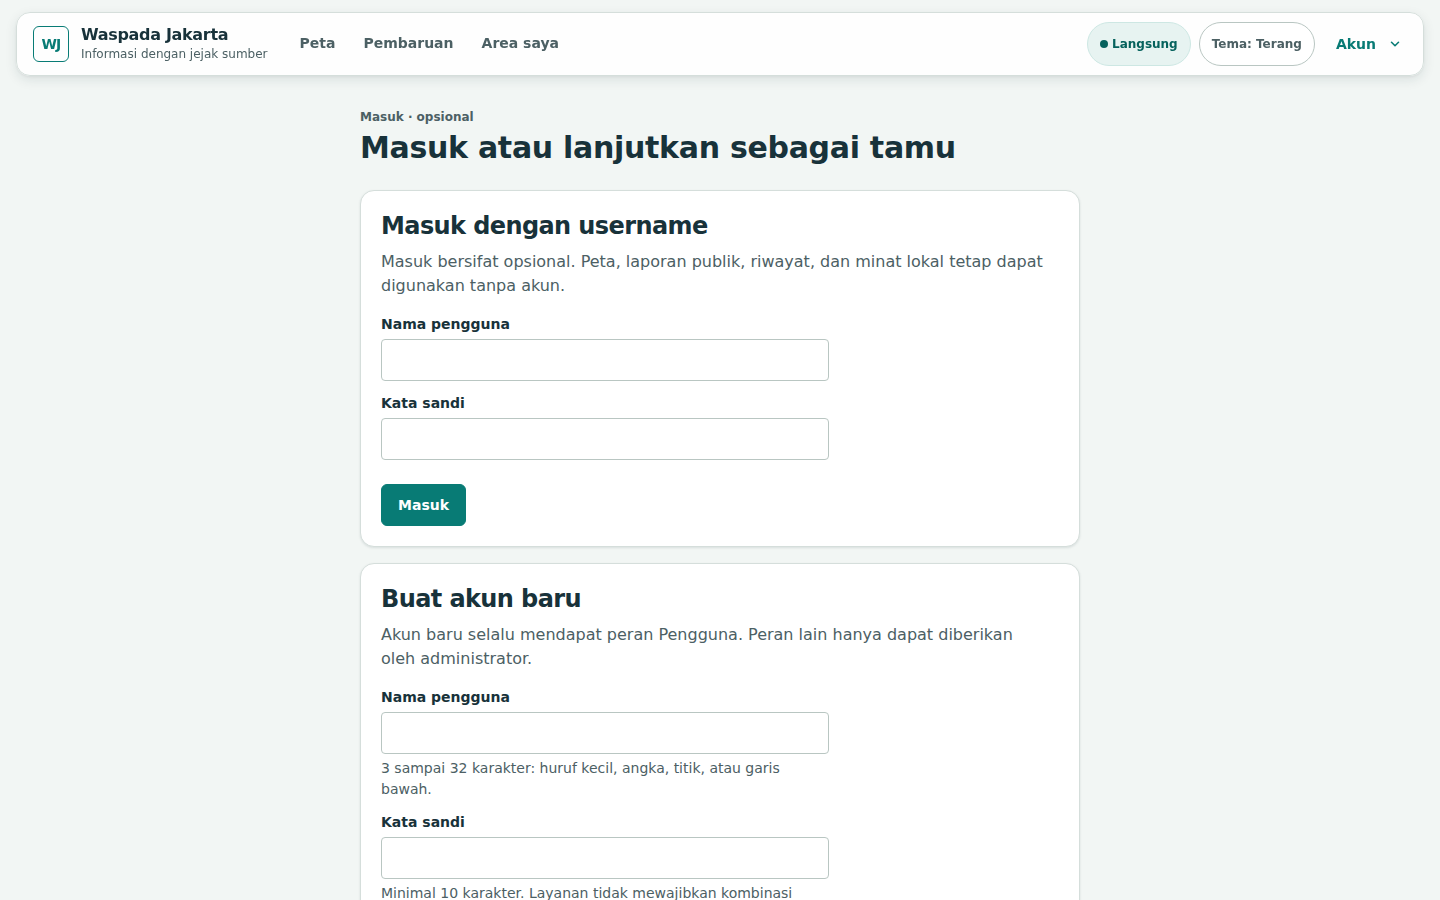 WJ
Waspada Jakarta
Informasi dengan jejak sumber
Peta
Pembaruan
Area saya
Langsung
Tema: Terang
Akun
Masuk · opsional
Masuk atau lanjutkan sebagai tamu
Masuk dengan username
Masuk bersifat opsional. Peta, laporan publik, riwayat, dan minat lokal tetap dapat
digunakan tanpa akun.
Nama pengguna
Kata sandi
Masuk
Buat akun baru
Akun baru selalu mendapat peran Pengguna. Peran lain hanya dapat diberikan
oleh administrator.
Nama pengguna
3 sampai 32 karakter: huruf kecil, angka, titik, atau garis
bawah.
Kata sandi
Minimal 10 karakter. Layanan tidak mewajibkan kombinasi